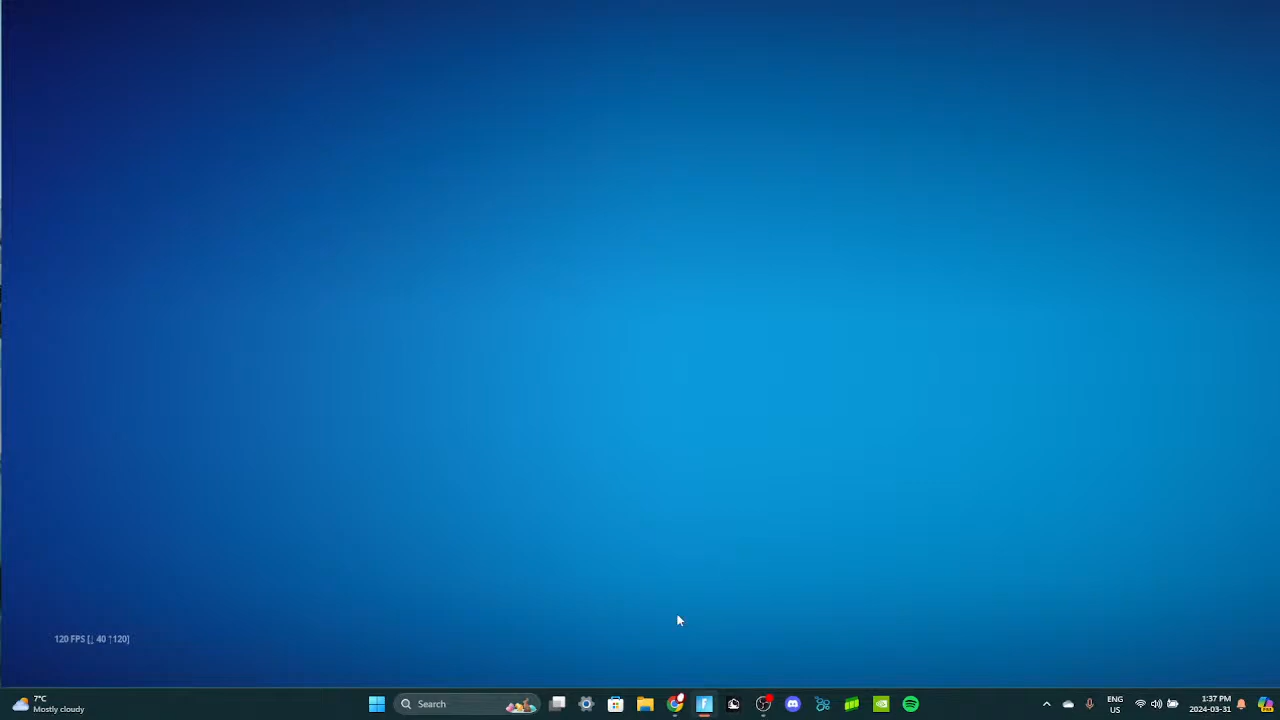 120 FPS [↓ 40 ↑120]
7°C
Mostly cloudy
Search
F
ENG
US
1:37 PM
2024-03-31